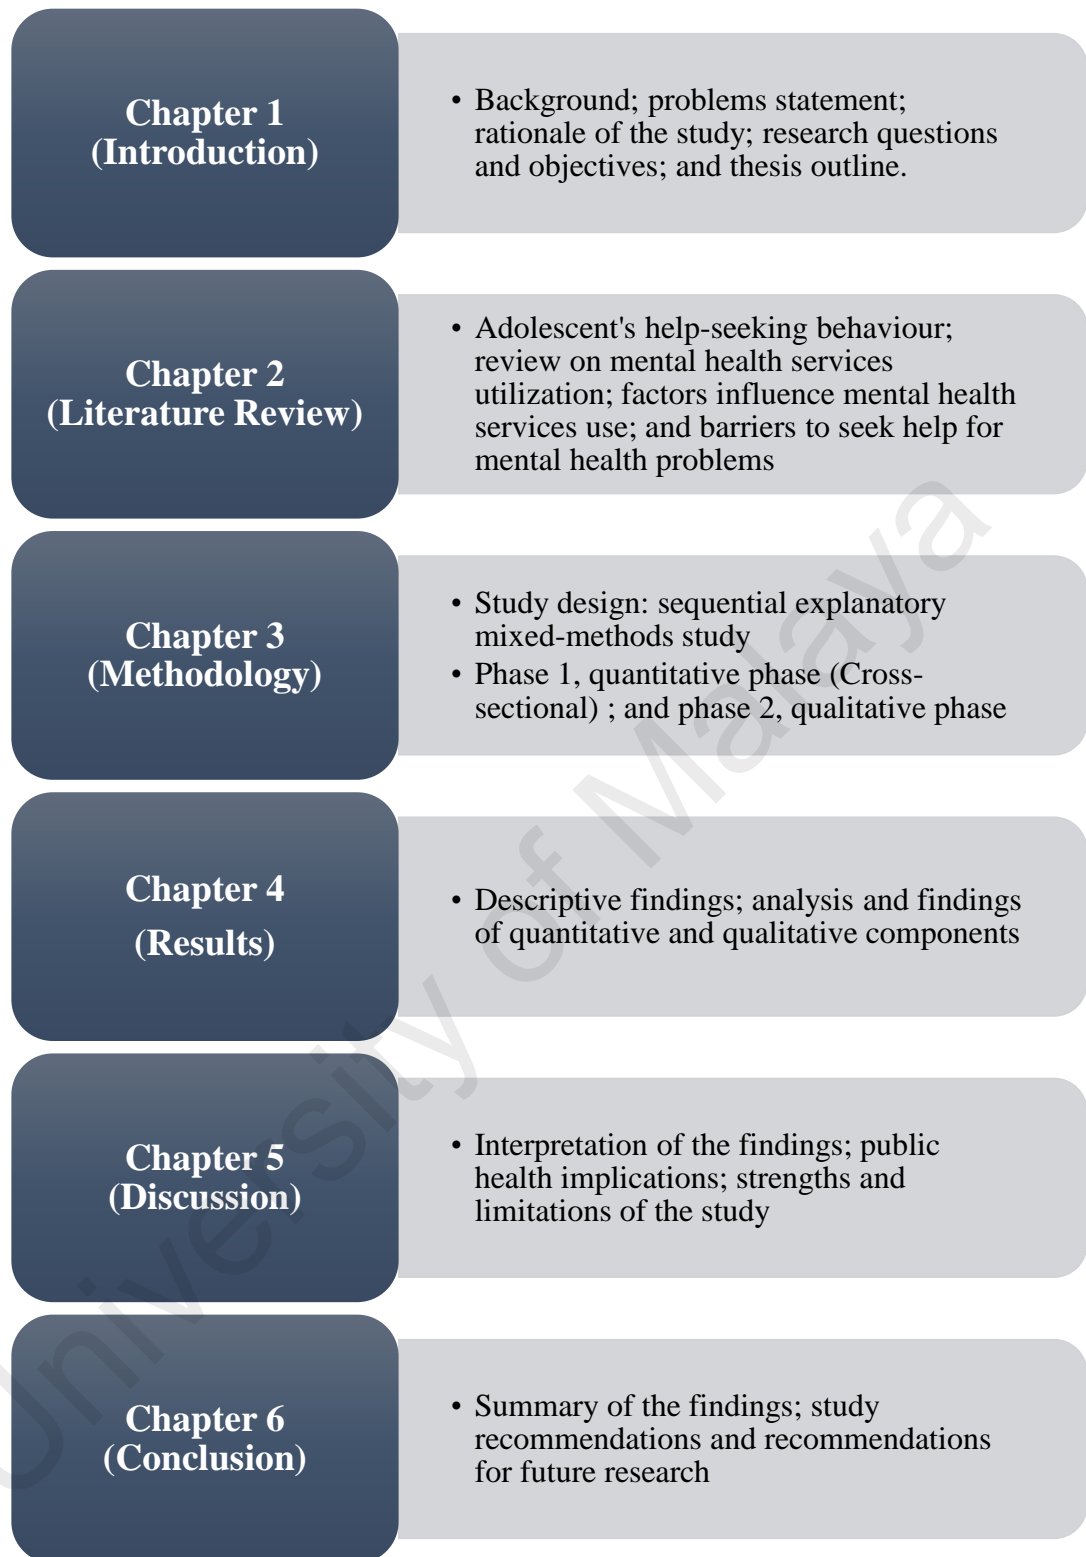 Chapter 1
(Introduction)
• Background; problems statement;
rationale of the study; research questions
and objectives; and thesis outline.
Chapter 2
(Literature Review)
• Adolescent's help-seeking behaviour;
review on mental health services
utilization; factors influence mental health
services use; and barriers to seek help for
mental health problems
Chapter 3
(Methodology)
• Study design: sequential explanatory
mixed-methods study
• Phase 1, quantitative phase (Cross-
sectional) ; and phase 2, qualitative phase
Chapter 4
(Results)
• Descriptive findings; analysis and findings
of quantitative and qualitative components
Chapter 5
(Discussion)
• Interpretation of the findings; public
health implications; strengths and
limitations of the study
Chapter 6
(Conclusion)
• Summary of the findings; study
recommendations and recommendations
for future research
University of Malaya